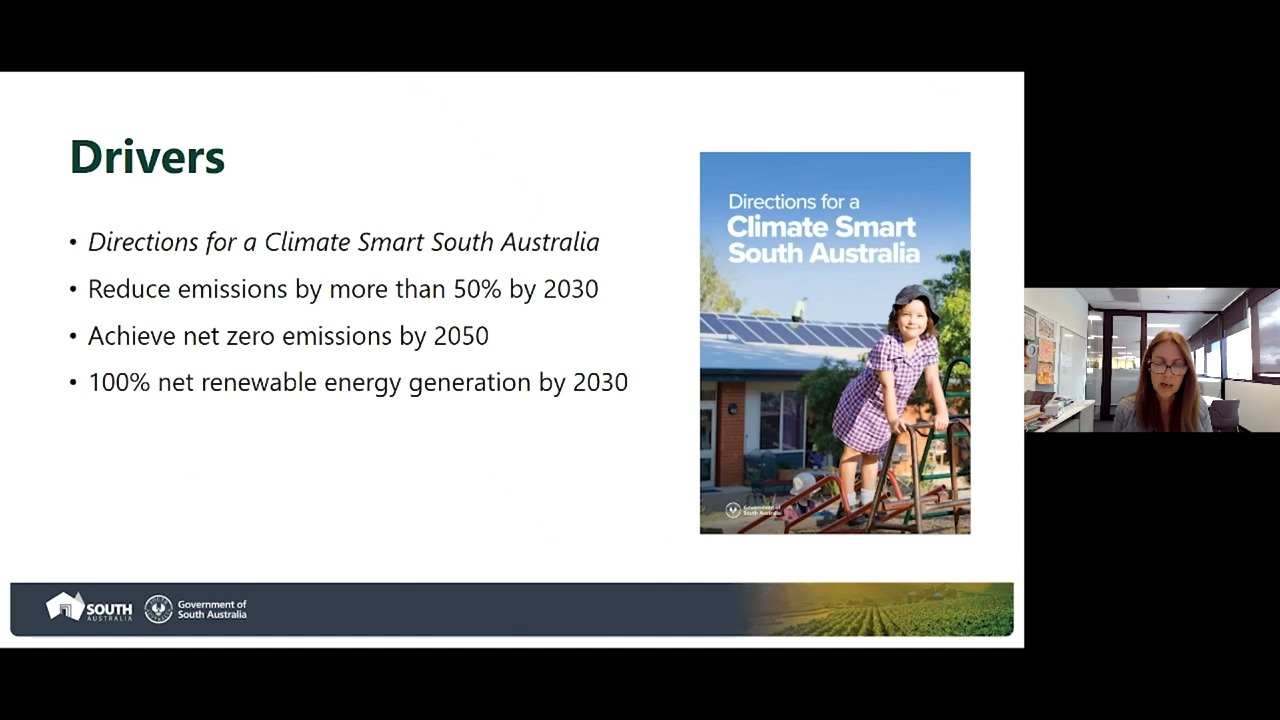 Drivers
• Directions for a Climate Smart South Australia
• Reduce emissions by more than 50% by 2030
• Achieve net zero emissions by 2050
• 100% net renewable energy generation by 2030
Directions for a
Climate Smart
South Australia
Government of
South Australia
SOUTH
AUSTRALIA
Government of
South Australia